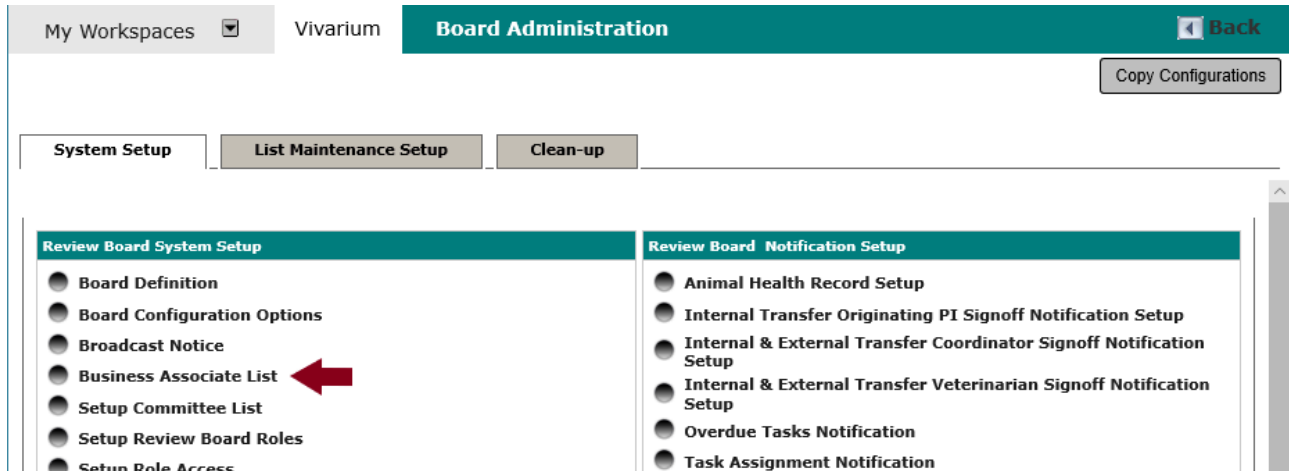 My Workspaces Vivarium Board Administration Back
Copy Configurations
System Setup List Maintenance Setup Clean-up
Review Board System Setup
Board Definition
Board Configuration Options
Broadcast Notice
Business Associate List
Setup Committee List
Setup Review Board Roles
Setup Role Access
Review Board Notification Setup
Animal Health Record Setup
Internal Transfer Originating PI Signoff Notification Setup
Internal & External Transfer Coordinator Signoff Notification
Setup
Internal & External Transfer Veterinarian Signoff Notification
Setup
Overdue Tasks Notification
Task Assignment Notification